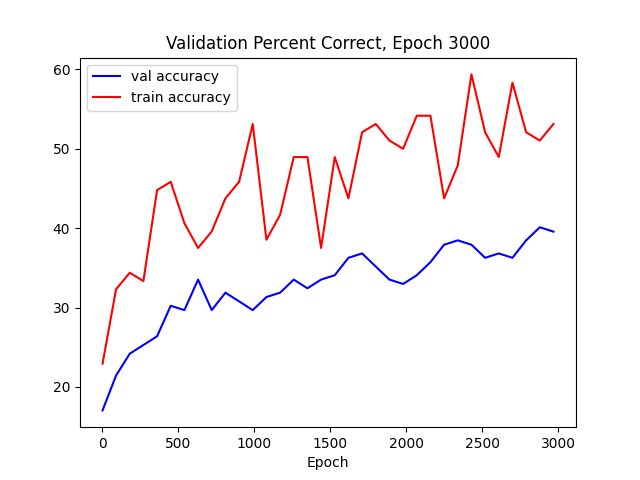 Validation Percent Correct, Epoch 3000
val accuracy
train accuracy
60
50
40
30
20
0 500 1000 1500 2000 2500 3000
Epoch